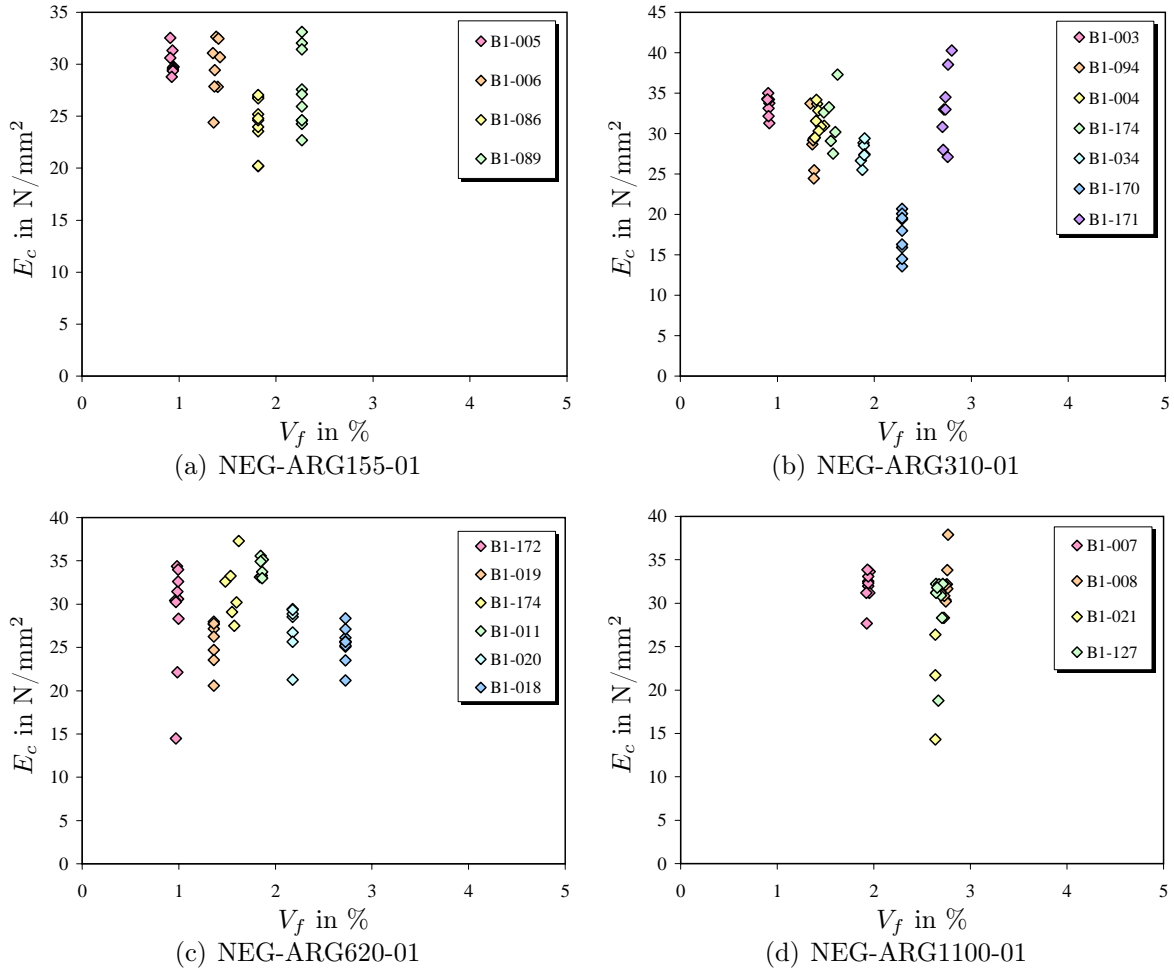 35
30
25
20
15
10
5
0
0 1 2 3 4 5
E_c in N/mm²
V_f in %
B1-005
B1-006
B1-086
B1-089
(a) NEG-ARG155-01
45
40
35
30
25
20
15
10
5
0
0 1 2 3 4 5
E_c in N/mm²
V_f in %
B1-003
B1-094
B1-004
B1-174
B1-034
B1-170
B1-171
(b) NEG-ARG310-01
40
35
30
25
20
15
10
5
0
0 1 2 3 4 5
E_c in N/mm²
V_f in %
B1-172
B1-019
B1-174
B1-011
B1-020
B1-018
(c) NEG-ARG620-01
40
35
30
25
20
15
10
5
0
0 1 2 3 4 5
E_c in N/mm²
V_f in %
B1-007
B1-008
B1-021
B1-127
(d) NEG-ARG1100-01